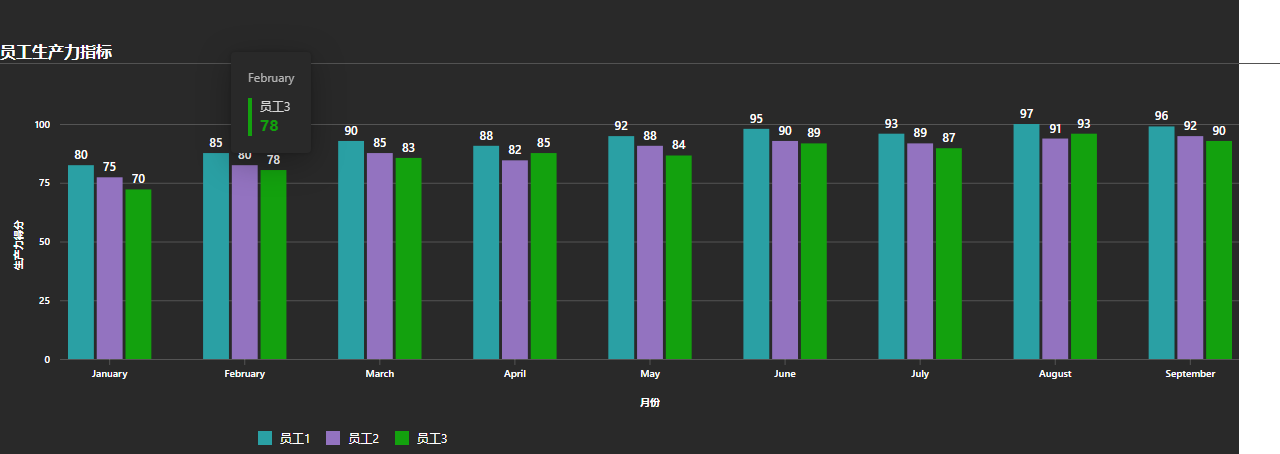 员工生产力指标
February
员工3
78
100
75
50
25
0
生产力得分
80 75 70
85 80 78
90 85 83
88 82 85
92 88 84
95 90 89
93 89 87
97 91 93
96 92 90
January February March April May June July August September
月份
员工1 员工2 员工3